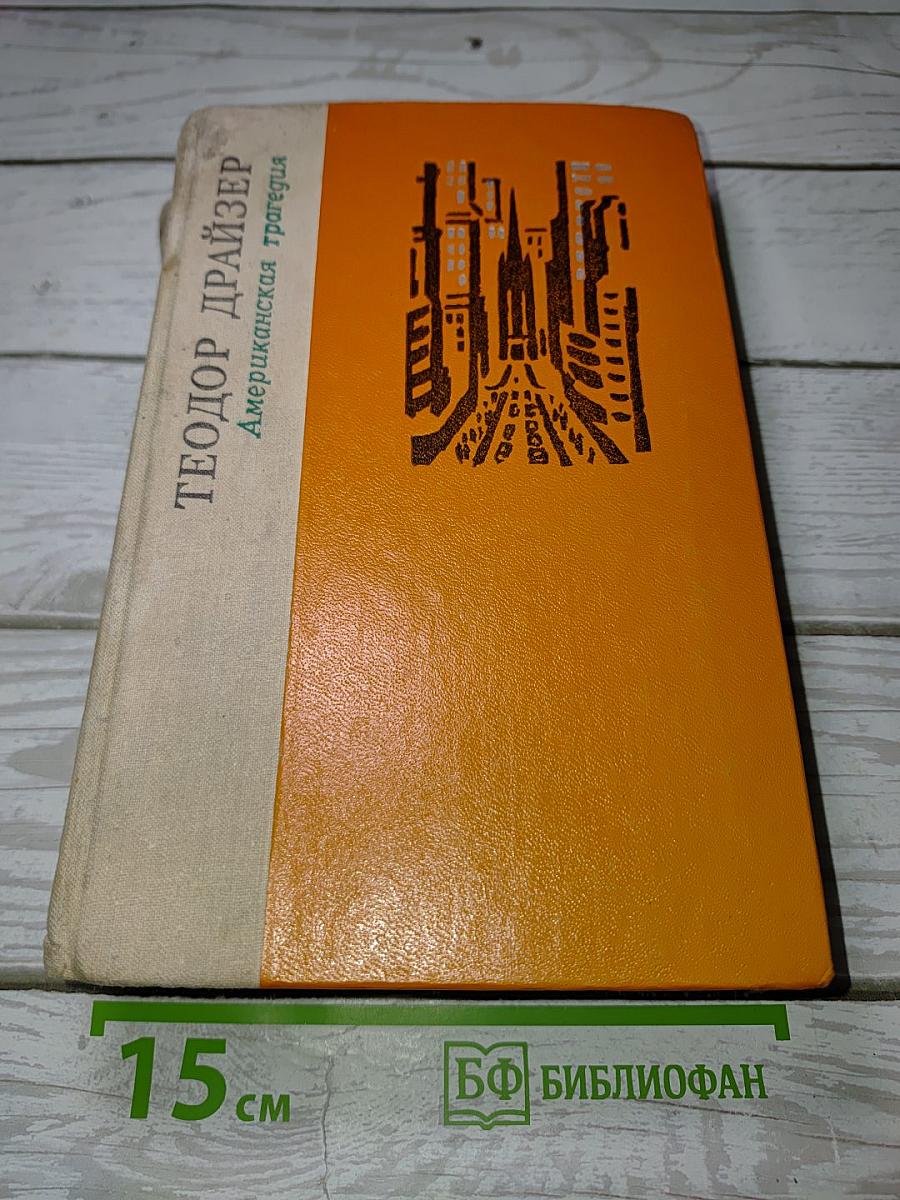 ТЕОДОР ДРАЙЗЕР
Американская трагедия
15 см
БФ БИБЛИОФАН